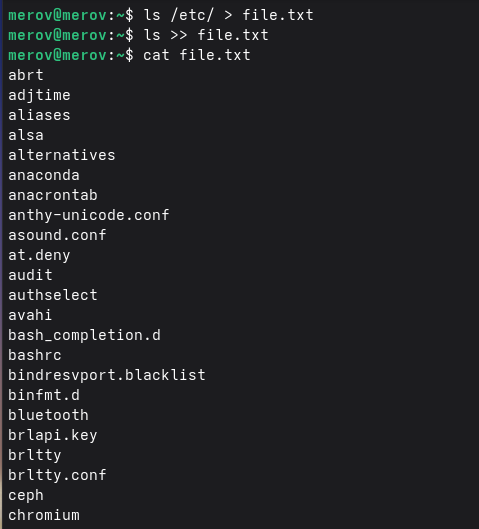 merov@merov:~$ ls /etc/ > file.txt
merov@merov:~$ ls >> file.txt
merov@merov:~$ cat file.txt
abrt
adjtime
aliases
alsa
alternatives
anaconda
anacrontab
anthy-unicode.conf
asound.conf
at.deny
audit
authselect
avahi
bash_completion.d
bashrc
bindresvport.blacklist
binfmt.d
bluetooth
brlapi.key
brltty
brltty.conf
ceph
chromium